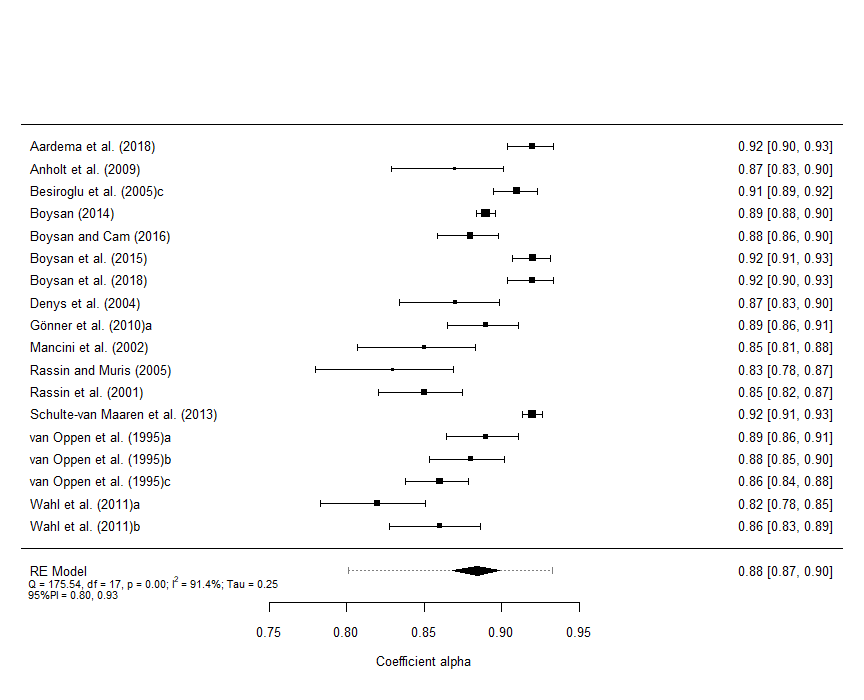 Aardema et al. (2018) 0.92 [0.90, 0.93]
Anholt et al. (2009) 0.87 [0.83, 0.90]
Besiroglu et al. (2005)c 0.91 [0.89, 0.92]
Boysan (2014) 0.89 [0.88, 0.90]
Boysan and Cam (2016) 0.88 [0.86, 0.90]
Boysan et al. (2015) 0.92 [0.91, 0.93]
Boysan et al. (2018) 0.92 [0.90, 0.93]
Denys et al. (2004) 0.87 [0.83, 0.90]
Gönner et al. (2010)a 0.89 [0.86, 0.91]
Mancini et al. (2002) 0.85 [0.81, 0.88]
Rassin and Muris (2005) 0.83 [0.78, 0.87]
Rassin et al. (2001) 0.85 [0.82, 0.87]
Schulte-van Maaren et al. (2013) 0.92 [0.91, 0.93]
van Oppen et al. (1995)a 0.89 [0.86, 0.91]
van Oppen et al. (1995)b 0.88 [0.85, 0.90]
van Oppen et al. (1995)c 0.86 [0.84, 0.88]
Wahl et al. (2011)a 0.82 [0.78, 0.85]
Wahl et al. (2011)b 0.86 [0.83, 0.89]
RE Model 0.88 [0.87, 0.90]
Q = 175.54, df = 17, p = 0.00; I² = 91.4%; Tau = 0.25
95%PI = 0.80, 0.93
0.75 0.80 0.85 0.90 0.95
Coefficient alpha